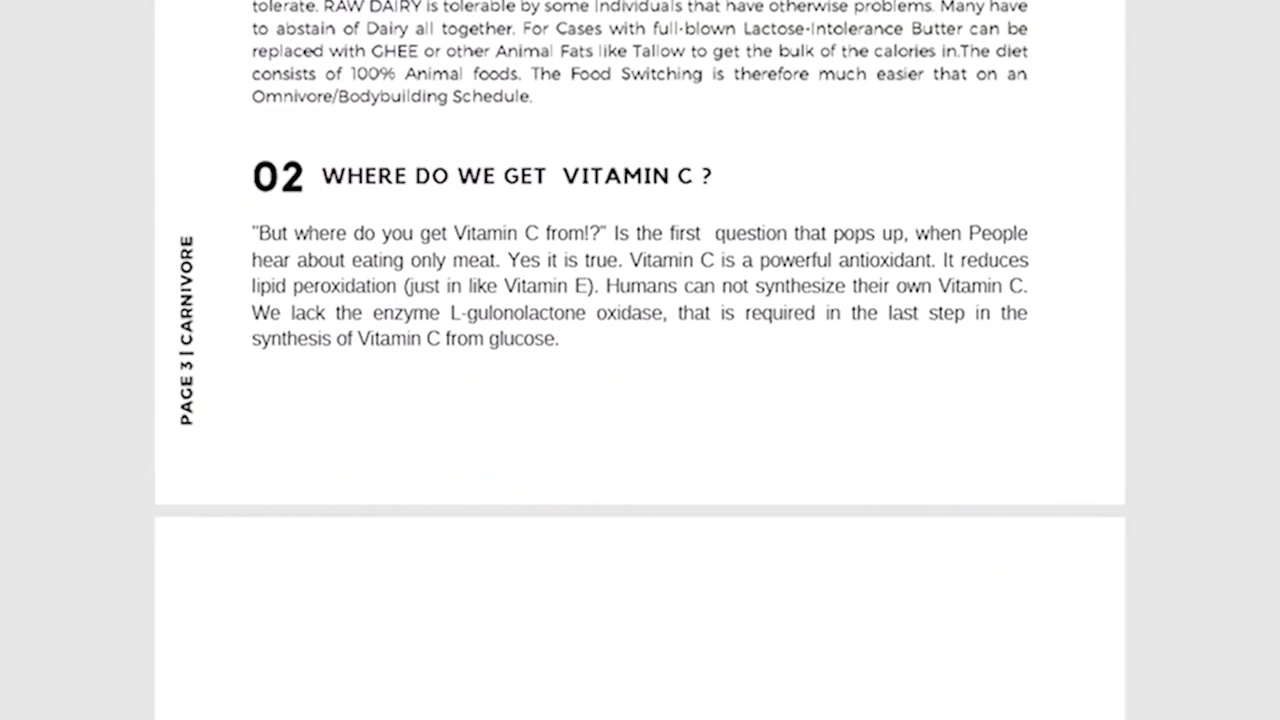 tolerate. RAW DAIRY is tolerable by some Individuals that have otherwise problems. Many have
to abstain of Dairy all together. For Cases with full-blown Lactose-Intolerance Butter can be
replaced with GHEE or other Animal Fats like Tallow to get the bulk of the calories in.The diet
consists of 100% Animal foods. The Food Switching is therefore much easier that on an
Omnivore/Bodybuilding Schedule.
02 WHERE DO WE GET VITAMIN C ?
"But where do you get Vitamin C from!?" Is the first question that pops up, when People
hear about eating only meat. Yes it is true. Vitamin C is a powerful antioxidant. It reduces
lipid peroxidation (just in like Vitamin E). Humans can not synthesize their own Vitamin C.
We lack the enzyme L-gulonolactone oxidase, that is required in the last step in the
synthesis of Vitamin C from glucose.
PAGE 3 | CARNIVORE